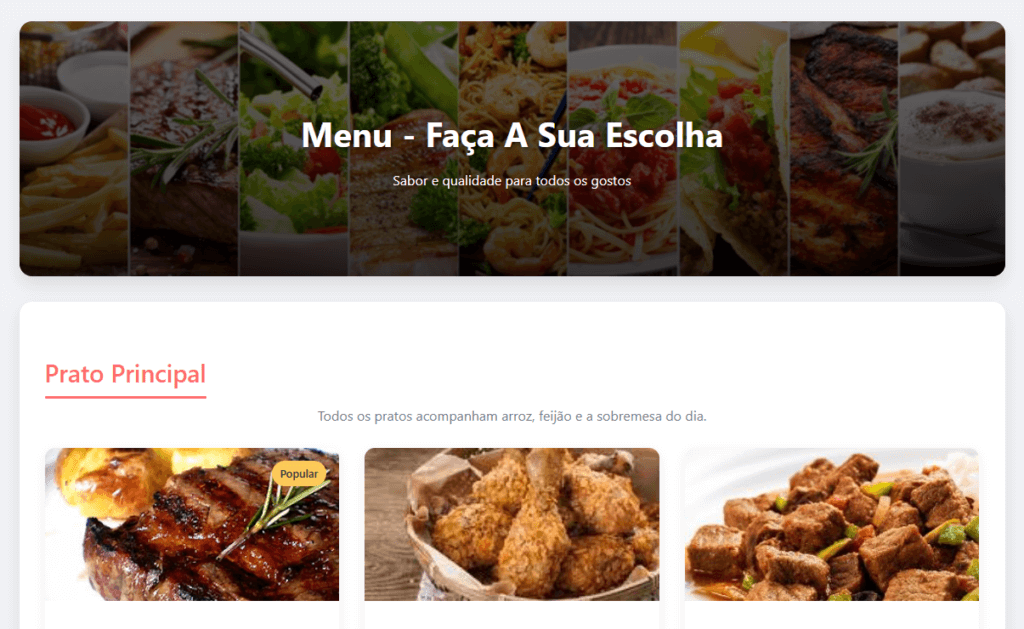 Menu - Faça A Sua Escolha
Sabor e qualidade para todos os gostos
Prato Principal
Todos os pratos acompanham arroz, feijão e a sobremesa do dia.
Popular